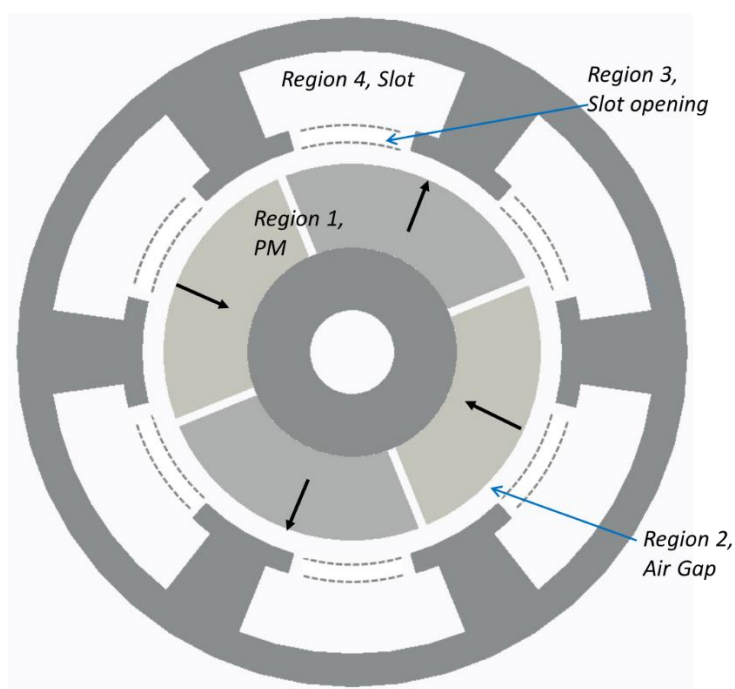 Region 4, Slot
Region 3,
Slot opening
Region 1,
PM
Region 2,
Air Gap